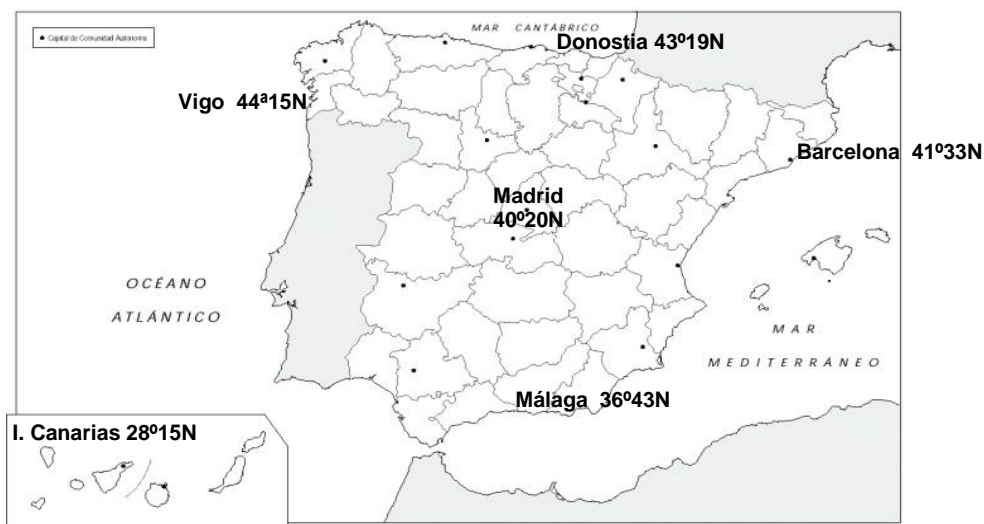 MAR CANTÁBRICO
Capital de Comunidad Autónoma
Donostia 43º19N
Vigo 44ª15N
Barcelona 41º33N
Madrid
40º20N
OCÉANO
ATLÁNTICO
MAR
MEDITERRÁNEO
Málaga 36º43N
I. Canarias 28º15N